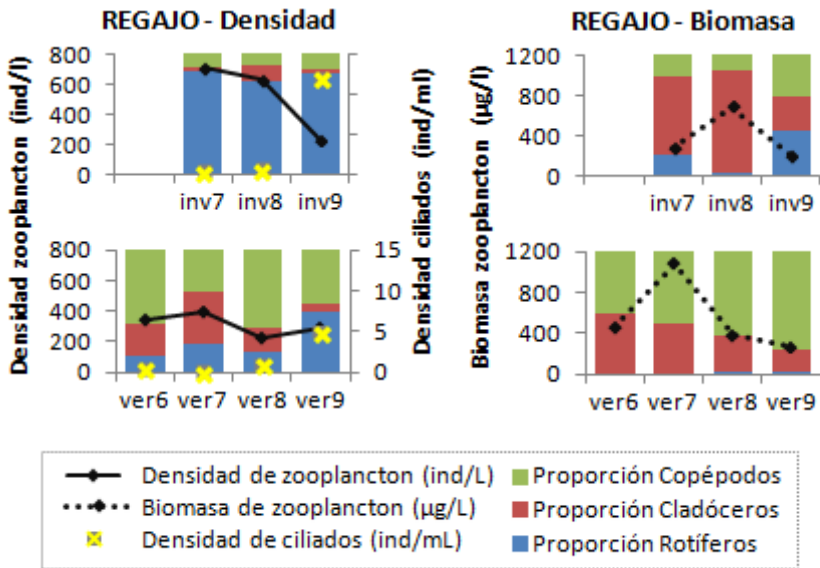 REGAJO - Densidad
REGAJO - Biomasa
Densidad zooplancton (ind/l)
800
600
400
200
0
inv7 inv8 inv9
800
600
400
200
0
ver6 ver7 ver8 ver9
15
10
5
0
Densidad ciliados (ind/ml)
Biomasa zooplancton (µg/l)
1200
800
400
0
inv7 inv8 inv9
1200
800
400
0
ver6 ver7 ver8 ver9
Densidad de zooplancton (ind/L)
Biomasa de zooplancton (µg/L)
Densidad de ciliados (ind/mL)
Proporción Copépodos
Proporción Cladóceros
Proporción Rotíferos